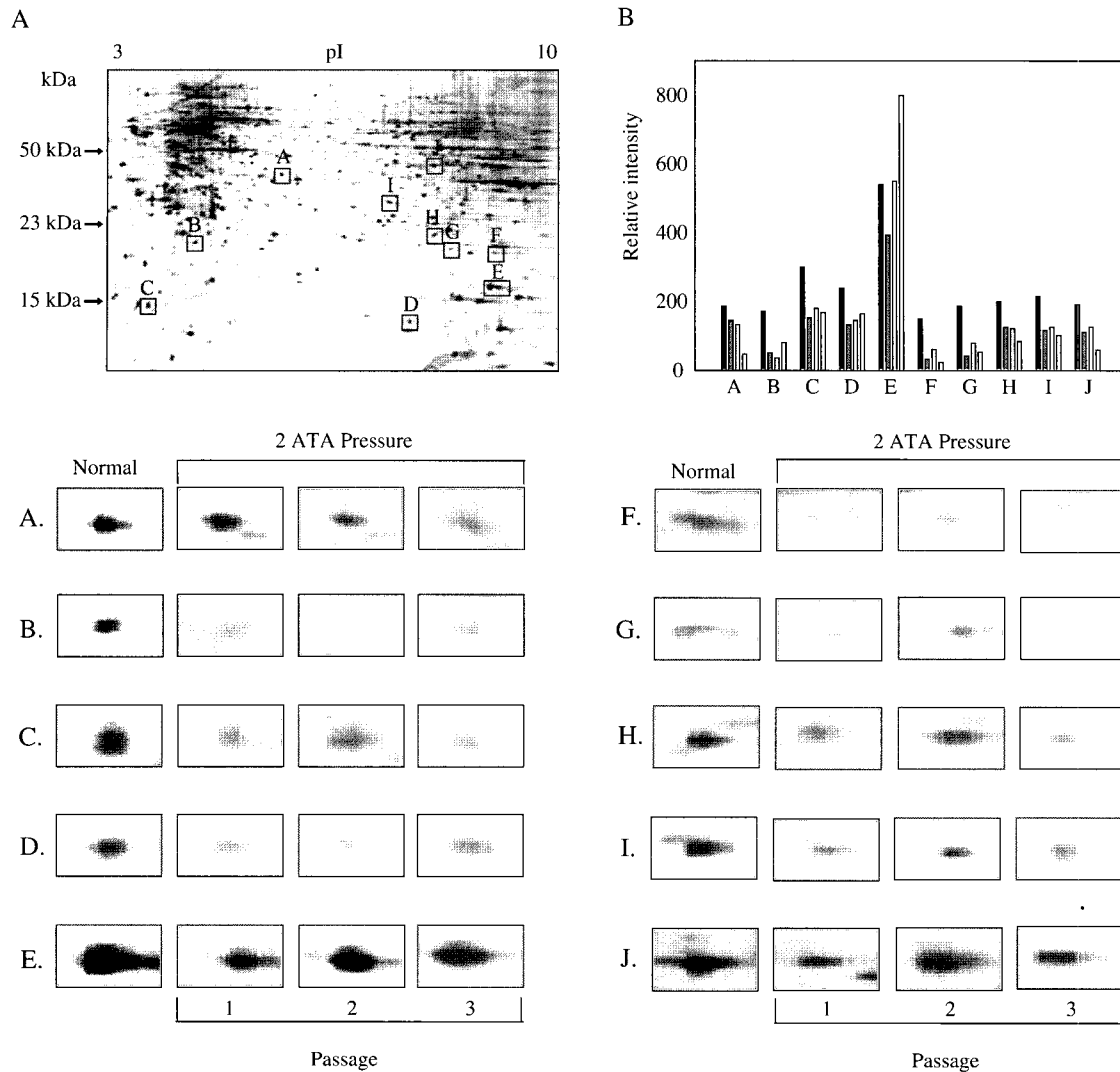 A
3 pI 10
kDa
50 kDa
23 kDa
15 kDa
A
J
I
B
H
G
F
E
C
D
B
Relative intensity
800
600
400
200
0
A B C D E F G H I J
2 ATA Pressure
Normal
A.
B.
C.
D.
E.
1 2 3
Passage
2 ATA Pressure
Normal
F.
G.
H.
I.
J.
1 2 3
Passage